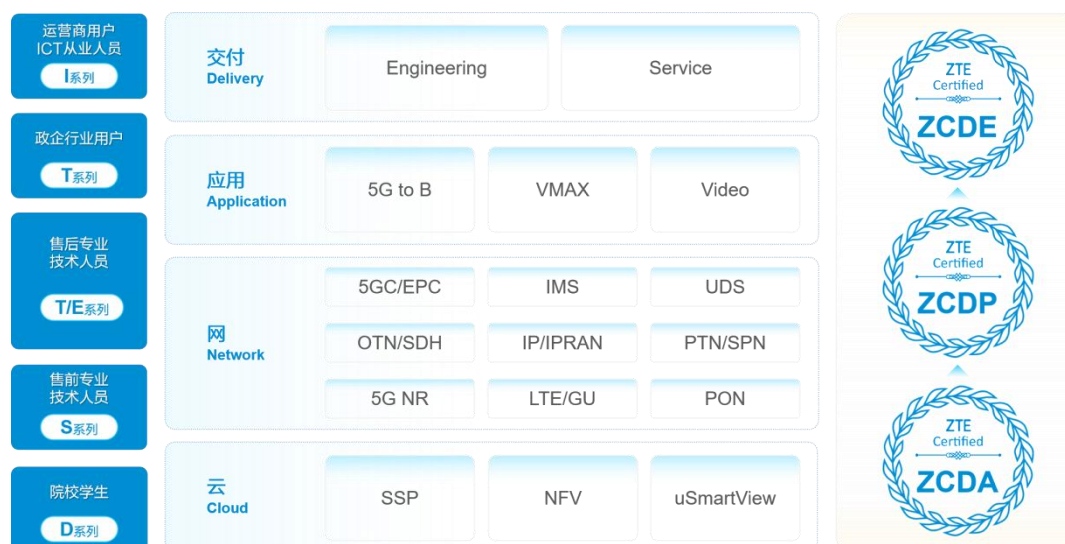 运营商用户
ICT从业人员
I系列
政企行业用户
T系列
售后专业
技术人员
T/E系列
售前专业
技术人员
S系列
院校学生
D系列
交付
Delivery
Engineering
Service
应用
Application
5G to B
VMAX
Video
网
Network
5GC/EPC
IMS
UDS
OTN/SDH
IP/IPRAN
PTN/SPN
5G NR
LTE/GU
PON
云
Cloud
SSP
NFV
uSmartView
ZTE
Certified
ZCDE
ZTE
Certified
ZCDP
ZTE
Certified
ZCDA